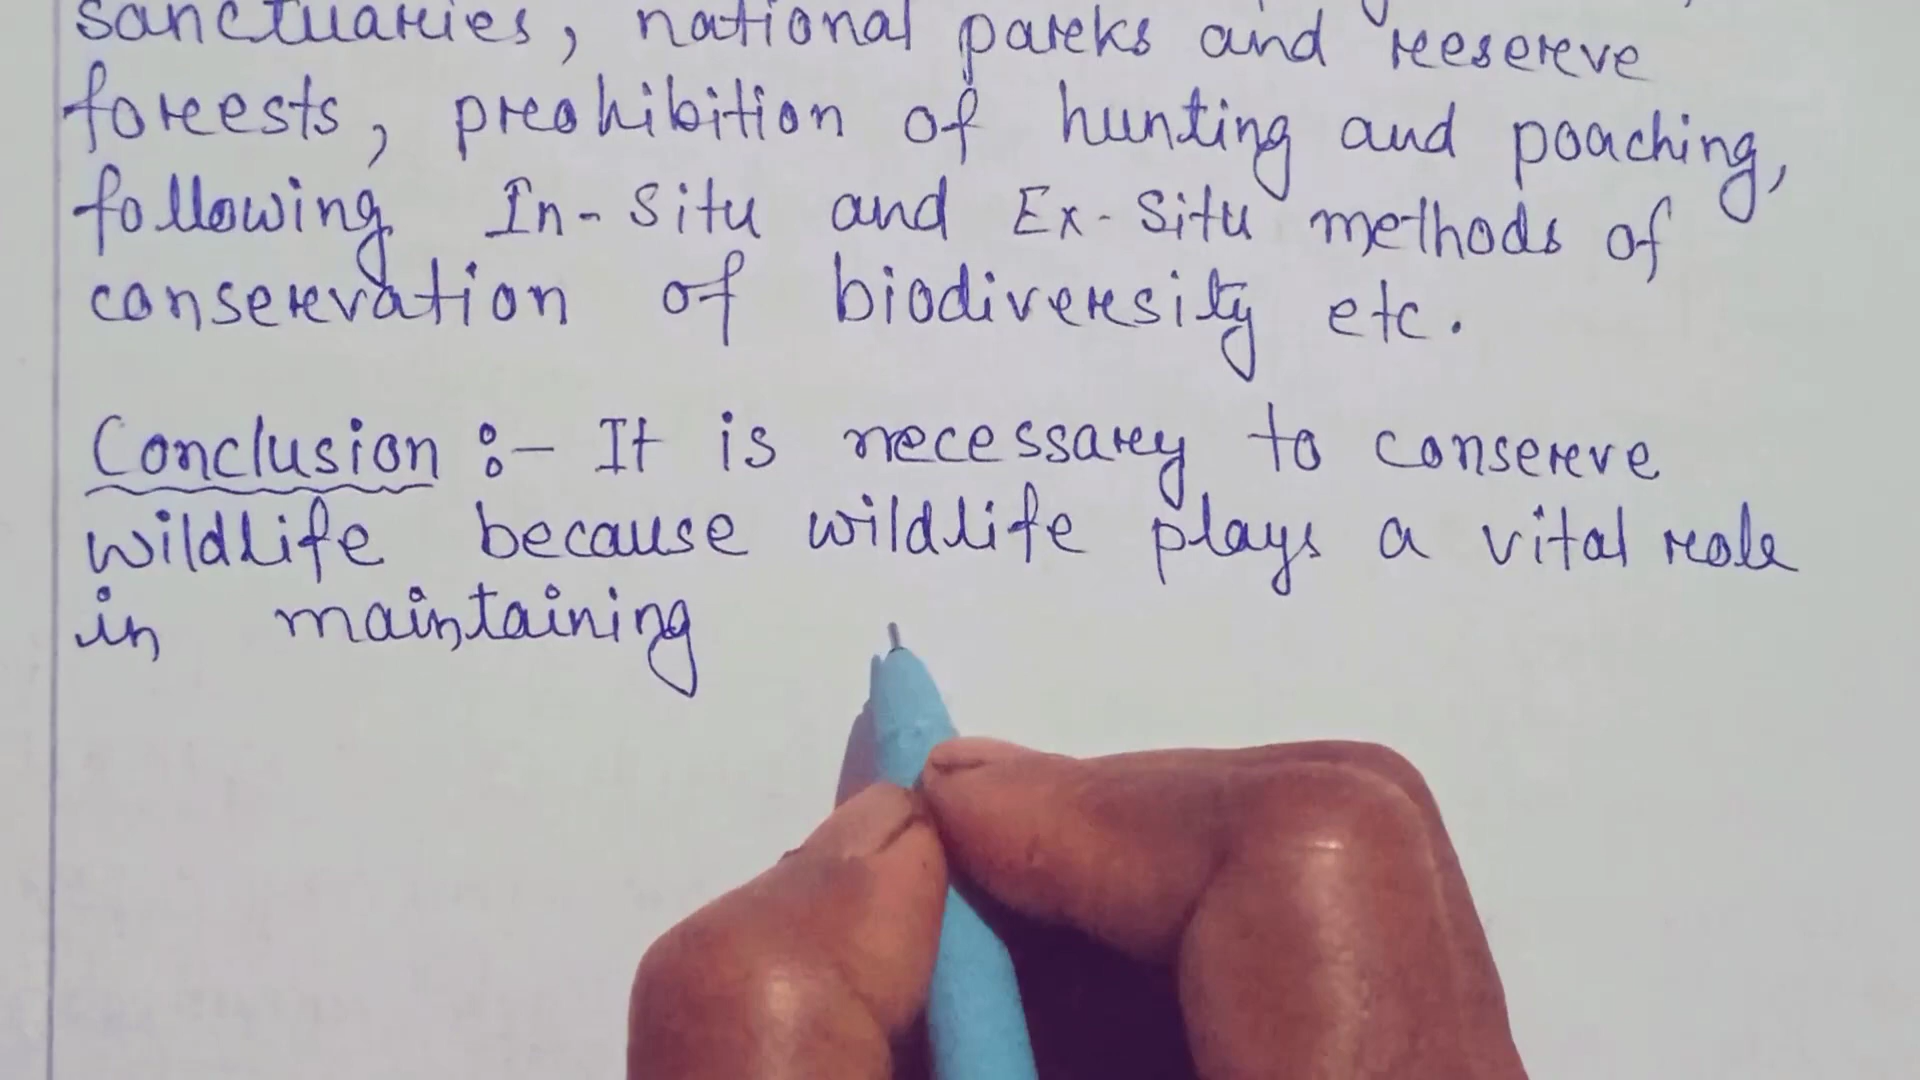 sanctuaries, national parks and reserve
forests, prohibition of hunting and poaching,
following In-Situ and Ex-Situ methods of
conservation of biodiversity etc.
Conclusion :- It is necessary to conserve
wildlife because wildlife plays a vital role
in maintaining